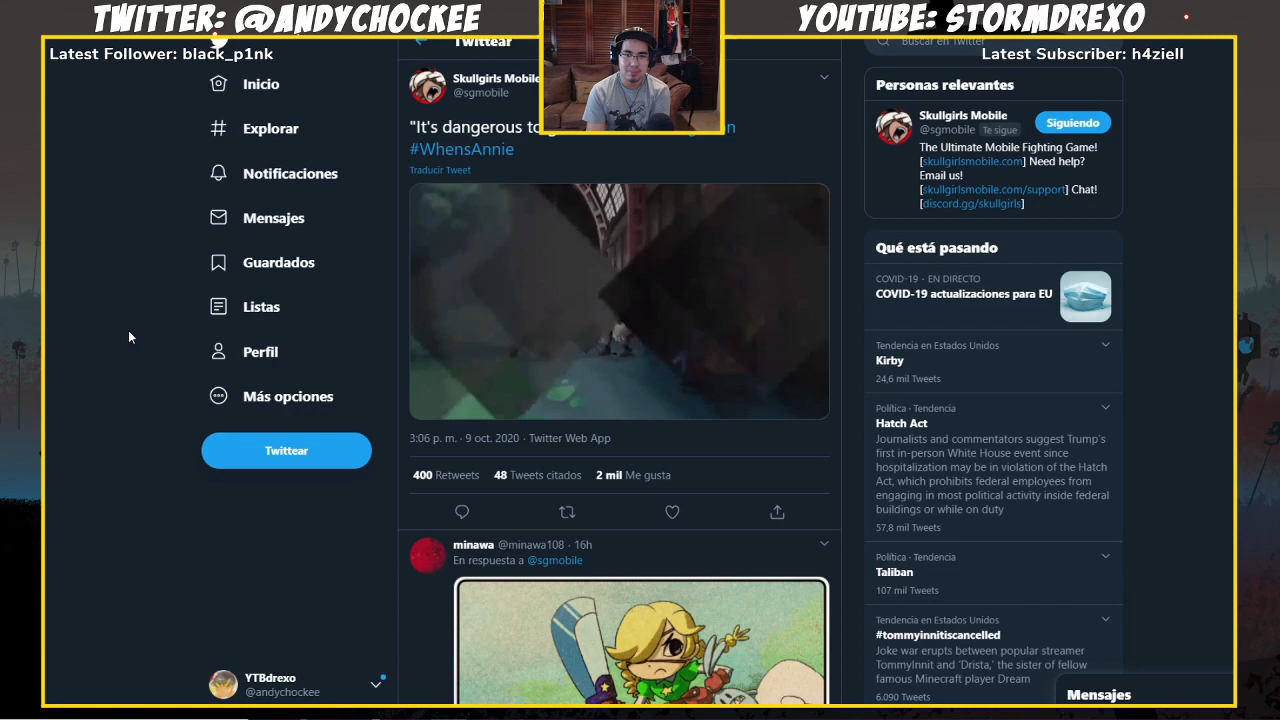 TWITTER: @ANDYCHOCKEE
YOUTUBE: STORMDREXO
Latest Follower: black_p1nk
Latest Subscriber: h4ziell
Inicio
Explorar
Notificaciones
Mensajes
Guardados
Listas
Perfil
Más opciones
Twittear
YTBdrexo
@andychockee
Twittear
Skullgirls Mobile
@sgmobile
"It's dangerous to
#WhensAnnie
Traducir Tweet
3:06 p. m. · 9 oct. 2020 · Twitter Web App
400 Retweets 48 Tweets citados 2 mil Me gusta
minawa @minawa108 · 16h
En respuesta a @sgmobile
Buscar en Twitter
Personas relevantes
Skullgirls Mobile
@sgmobile Te sigue
Siguiendo
The Ultimate Mobile Fighting Game!
[skullgirlsmobile.com] Need help?
Email us!
[skullgirlsmobile.com/support] Chat!
[discord.gg/skullgirls]
Qué está pasando
COVID-19 · EN DIRECTO
COVID-19 actualizaciones para EU
Tendencia en Estados Unidos
Kirby
24,6 mil Tweets
Política · Tendencia
Hatch Act
Journalists and commentators suggest Trump's
first in-person White House event since
hospitalization may be in violation of the Hatch
Act, which prohibits federal employees from
engaging in most political activity inside federal
buildings or while on duty
57,8 mil Tweets
Política · Tendencia
Taliban
107 mil Tweets
Tendencia en Estados Unidos
#tommyinnitiscancelled
Joke war erupts between popular streamer
TommyInnit and 'Drista,' the sister of fellow
famous Minecraft player Dream
6.090 Tweets
Mensajes